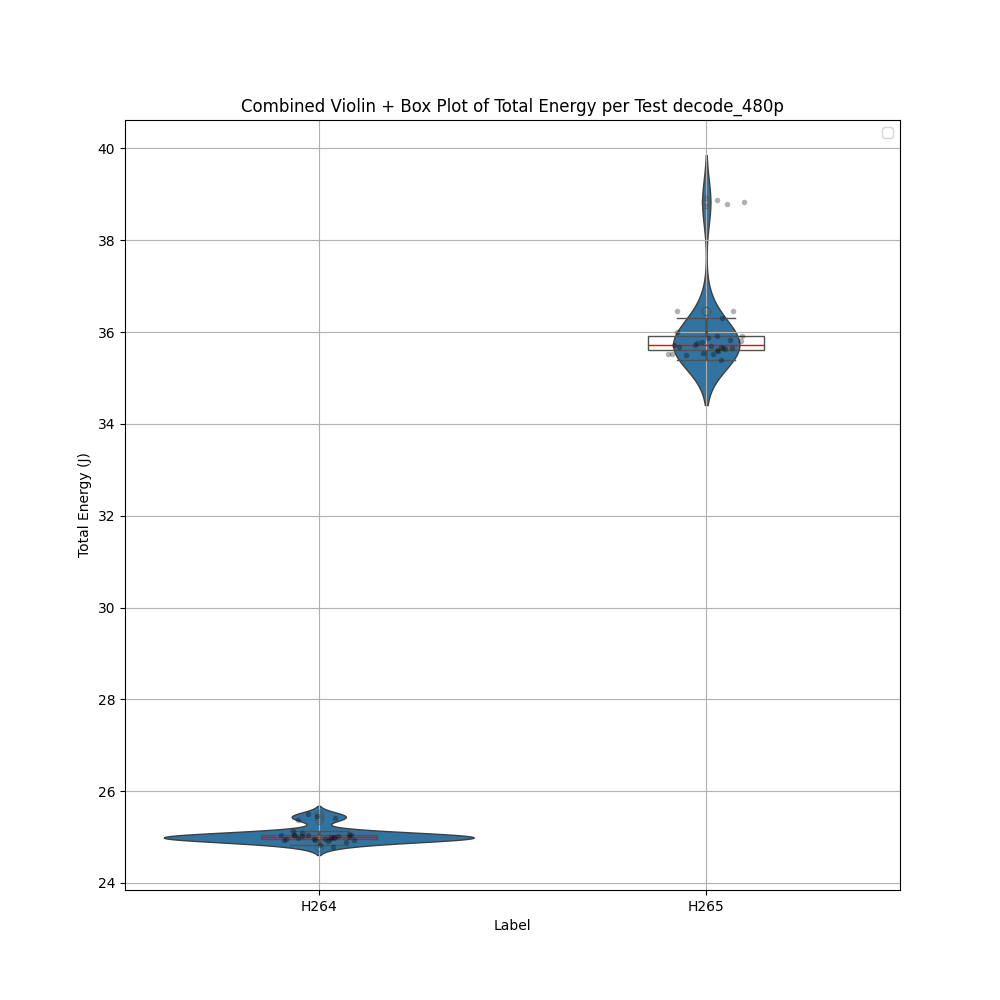 Combined Violin + Box Plot of Total Energy per Test decode_480p
40
38
36
34
32
30
28
26
24
Total Energy (J)
H264
H265
Label